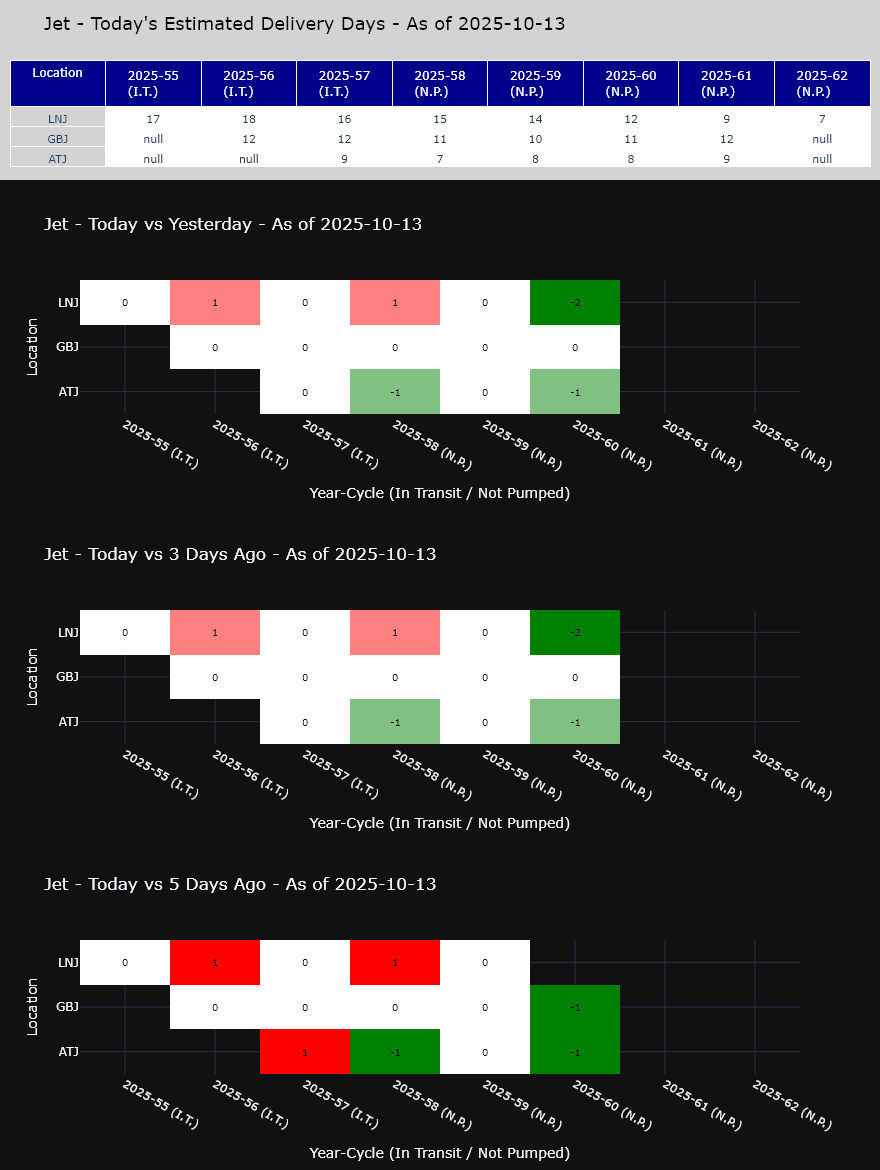 Jet - Today's Estimated Delivery Days - As of 2025-10-13
Location 2025-55 (I.T.) 2025-56 (I.T.) 2025-57 (I.T.) 2025-58 (N.P.) 2025-59 (N.P.) 2025-60 (N.P.) 2025-61 (N.P.) 2025-62 (N.P.)
LNJ 17 18 16 15 14 12 9 7
GBJ null 12 12 11 10 11 12 null
ATJ null null 9 7 8 8 9 null
Jet - Today vs Yesterday - As of 2025-10-13
Location
LNJ 0 1 0 1 0 -2
GBJ 0 0 0 0 0
ATJ 0 -1 0 -1
2025-55 (I.T.) 2025-56 (I.T.) 2025-57 (I.T.) 2025-58 (N.P.) 2025-59 (N.P.) 2025-60 (N.P.) 2025-61 (N.P.) 2025-62 (N.P.)
Year-Cycle (In Transit / Not Pumped)
Jet - Today vs 3 Days Ago - As of 2025-10-13
Location
LNJ 0 1 0 1 0 -2
GBJ 0 0 0 0 0
ATJ 0 -1 0 -1
2025-55 (I.T.) 2025-56 (I.T.) 2025-57 (I.T.) 2025-58 (N.P.) 2025-59 (N.P.) 2025-60 (N.P.) 2025-61 (N.P.) 2025-62 (N.P.)
Year-Cycle (In Transit / Not Pumped)
Jet - Today vs 5 Days Ago - As of 2025-10-13
Location
LNJ 0 1 0 1 0
GBJ 0 0 0 0 -1
ATJ 1 -1 0 -1
2025-55 (I.T.) 2025-56 (I.T.) 2025-57 (I.T.) 2025-58 (N.P.) 2025-59 (N.P.) 2025-60 (N.P.) 2025-61 (N.P.) 2025-62 (N.P.)
Year-Cycle (In Transit / Not Pumped)